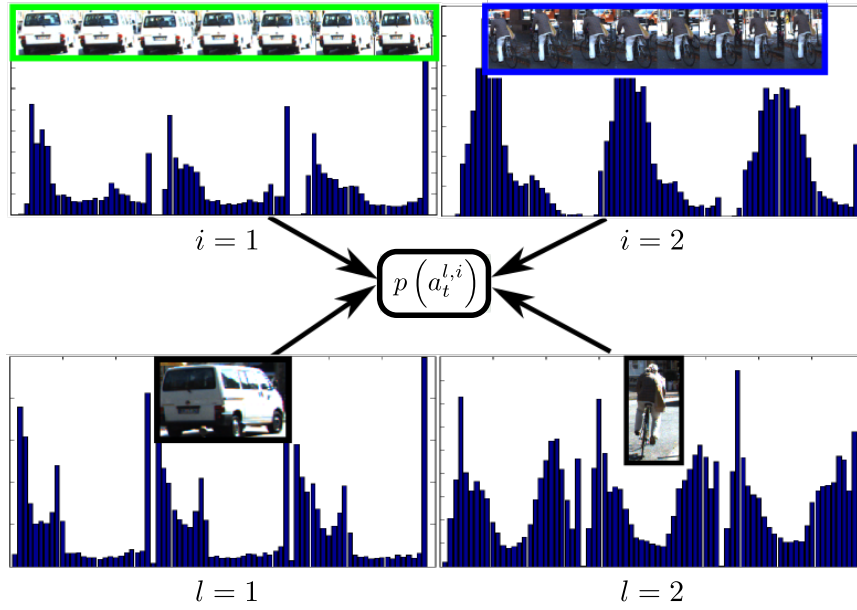 i = 1
i = 2
p (a_t^{l,i})
l = 1
l = 2